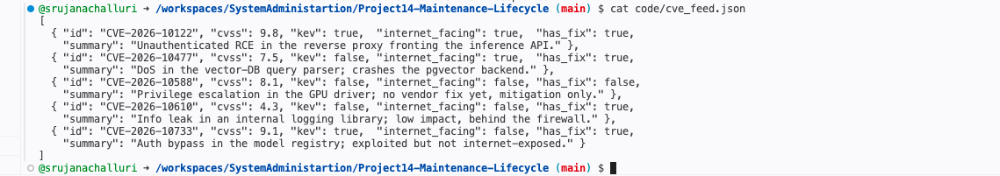 @srujanachalluri → /workspaces/SystemAdministartion/Project14-Maintenance-Lifecycle (main) $ cat code/cve_feed.json
[
  { "id": "CVE-2026-10122", "cvss": 9.8, "kev": true,  "internet_facing": true,  "has_fix": true,
    "summary": "Unauthenticated RCE in the reverse proxy fronting the inference API." },
  { "id": "CVE-2026-10477", "cvss": 7.5, "kev": false, "internet_facing": true,  "has_fix": true,
    "summary": "DoS in the vector-DB query parser; crashes the pgvector backend." },
  { "id": "CVE-2026-10588", "cvss": 8.1, "kev": false, "internet_facing": false, "has_fix": false,
    "summary": "Privilege escalation in the GPU driver; no vendor fix yet, mitigation only." },
  { "id": "CVE-2026-10610", "cvss": 4.3, "kev": false, "internet_facing": false, "has_fix": true,
    "summary": "Info leak in an internal logging library; low impact, behind the firewall." },
  { "id": "CVE-2026-10733", "cvss": 9.1, "kev": true,  "internet_facing": false, "has_fix": true,
    "summary": "Auth bypass in the model registry; exploited but not internet-exposed." }
]
@srujanachalluri → /workspaces/SystemAdministartion/Project14-Maintenance-Lifecycle (main) $